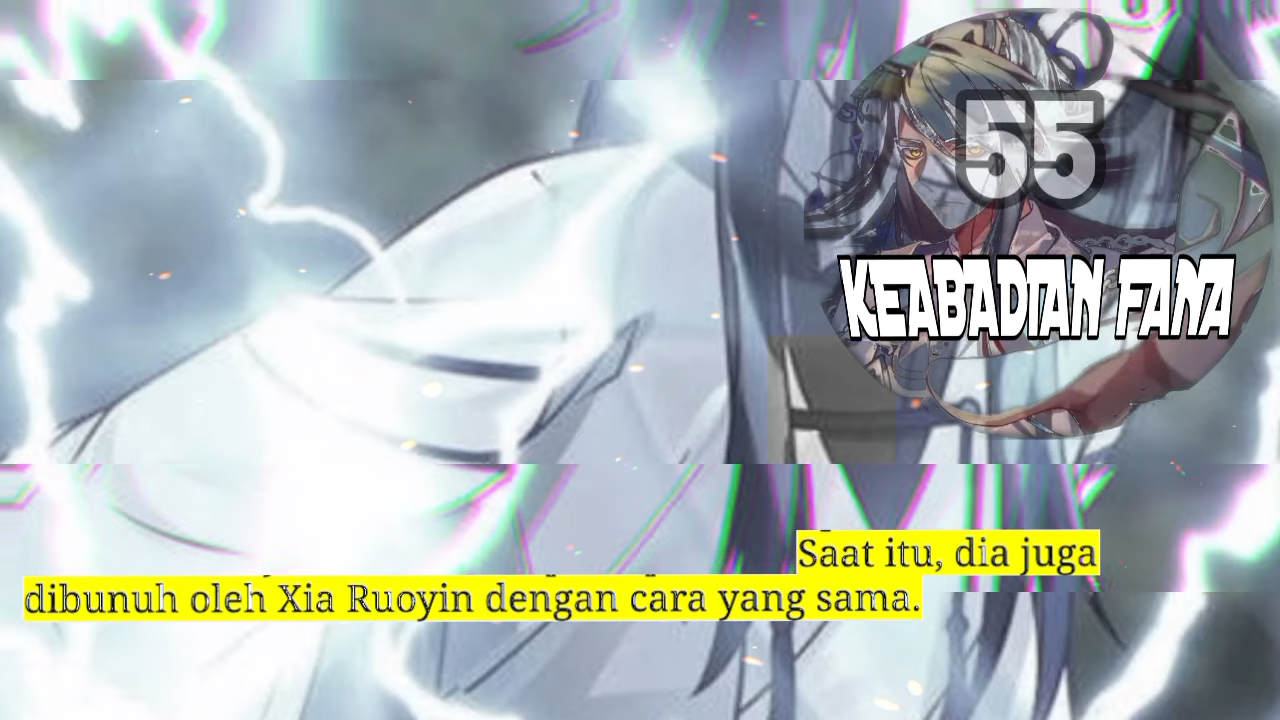 55
KEABADIAN FANA
Saat itu, dia juga
dibunuh oleh Xia Ruoyin dengan cara yang sama.